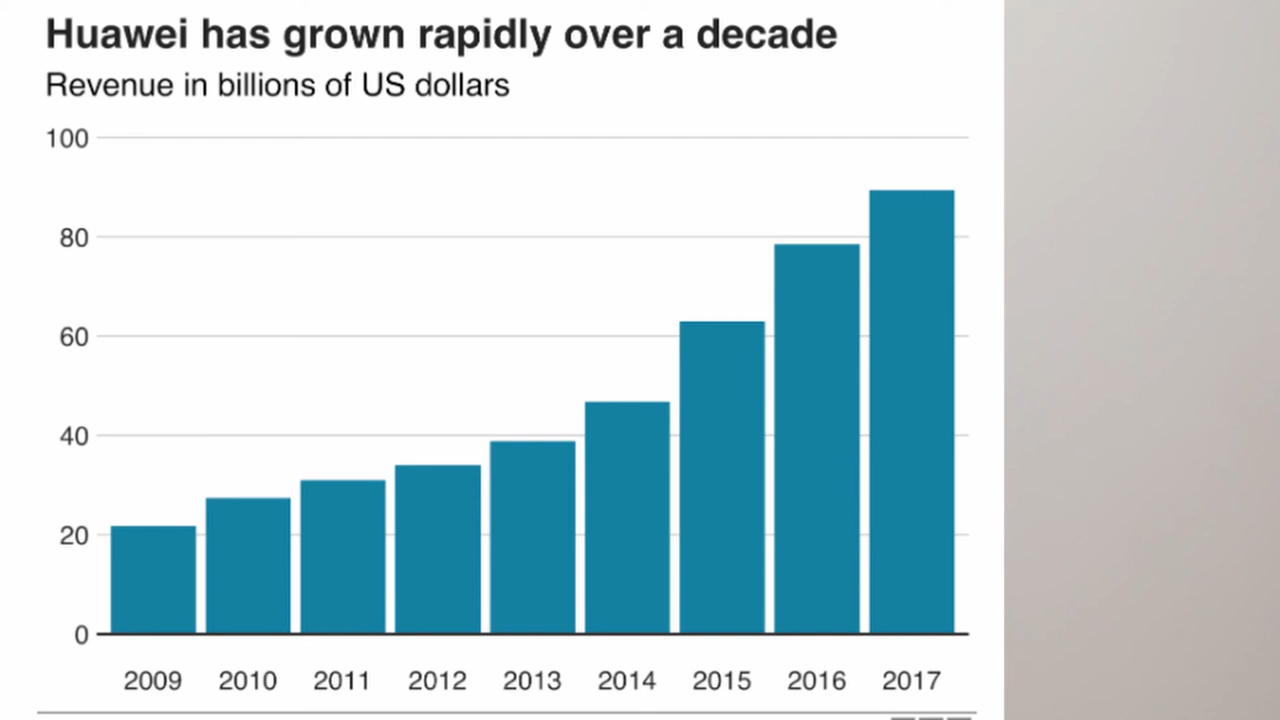 Huawei has grown rapidly over a decade
Revenue in billions of US dollars
100
80
60
40
20
0
2009 2010 2011 2012 2013 2014 2015 2016 2017